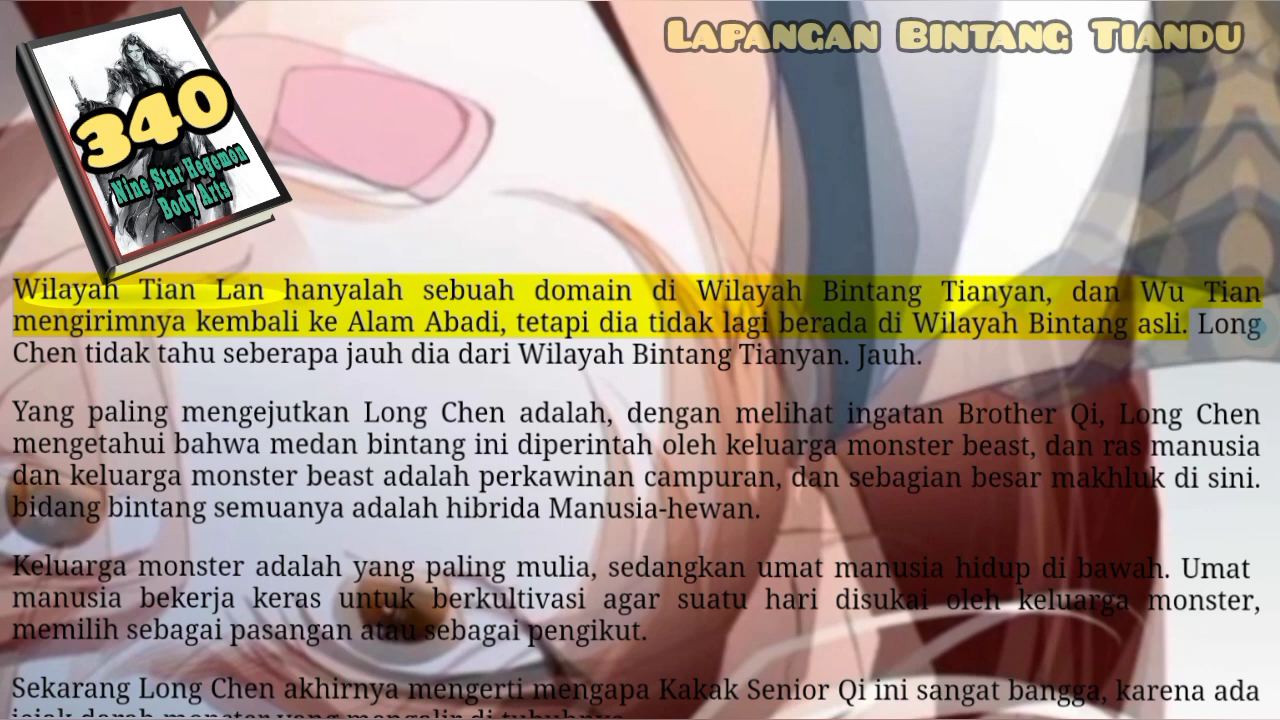 Lapangan Bintang Tiandu
340
Nine Star Hegemon
Body Arts
Wilayah Tian Lan hanyalah sebuah domain di Wilayah Bintang Tianyan, dan Wu Tian
mengirimnya kembali ke Alam Abadi, tetapi dia tidak lagi berada di Wilayah Bintang asli. Long
Chen tidak tahu seberapa jauh dia dari Wilayah Bintang Tianyan. Jauh.
Yang paling mengejutkan Long Chen adalah, dengan melihat ingatan Brother Qi, Long Chen
mengetahui bahwa medan bintang ini diperintah oleh keluarga monster beast, dan ras manusia
dan keluarga monster beast adalah perkawinan campuran, dan sebagian besar makhluk di sini.
bidang bintang semuanya adalah hibrida Manusia-hewan.
Keluarga monster adalah yang paling mulia, sedangkan umat manusia hidup di bawah. Umat
manusia bekerja keras untuk berkultivasi agar suatu hari disukai oleh keluarga monster,
memilih sebagai pasangan atau sebagai pengikut.
Sekarang Long Chen akhirnya mengerti mengapa Kakak Senior Qi ini sangat bangga, karena ada
jejak darah monster yang mengalir di tubuhnya.